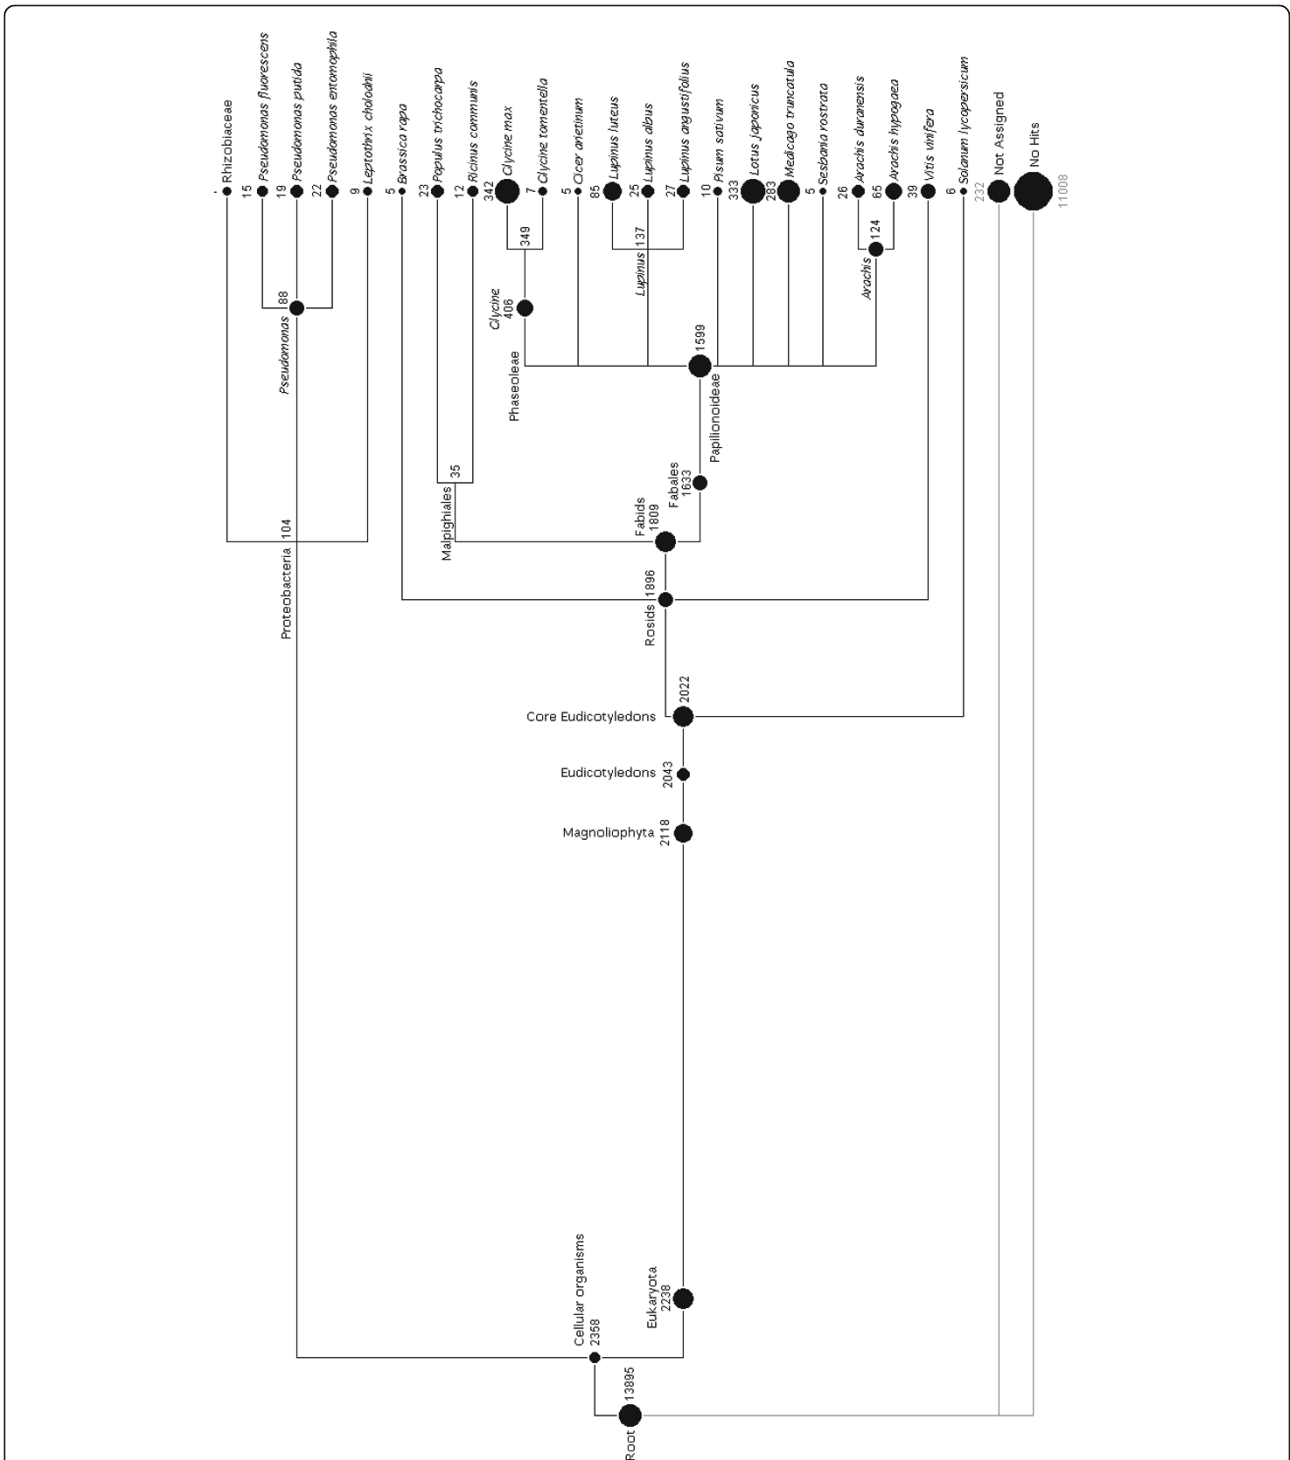 Rhizobiaceae
15 Pseudomonas fluorescens
19 Pseudomonas putida
22 Pseudomonas entomophila
9 Leptothrix cholodnii
5 Brassica rapa
23 Populus trichocarpa
12 Ricinus communis
342 Glycine max
7 Glycine tomentella
5 Cicer arietinum
85 Lupinus luteus
25 Lupinus albus
27 Lupinus angustifolius
10 Pisum sativum
333 Lotus japonicus
283 Medicago truncatula
5 Sesbania rostrata
26 Arachis duranensis
65 Arachis hypogaea
39 Vitis vinifera
6 Solanum lycopersicum
232 Not Assigned
No Hits
11008
349
Lupinus 137
Arachis 124
Pseudomonas 88
Glycine
406
Phaseoleae
1599
Papilionoideae
Malpighiales 35
Fabales
1633
Proteobacteria 104
Fabids
1809
Rosids 1896
Core Eudicotyledons 2022
Eudicotyledons 2043
Magnoliophyta 2118
Cellular organisms
2358
Eukaryota
2238
Root 13895